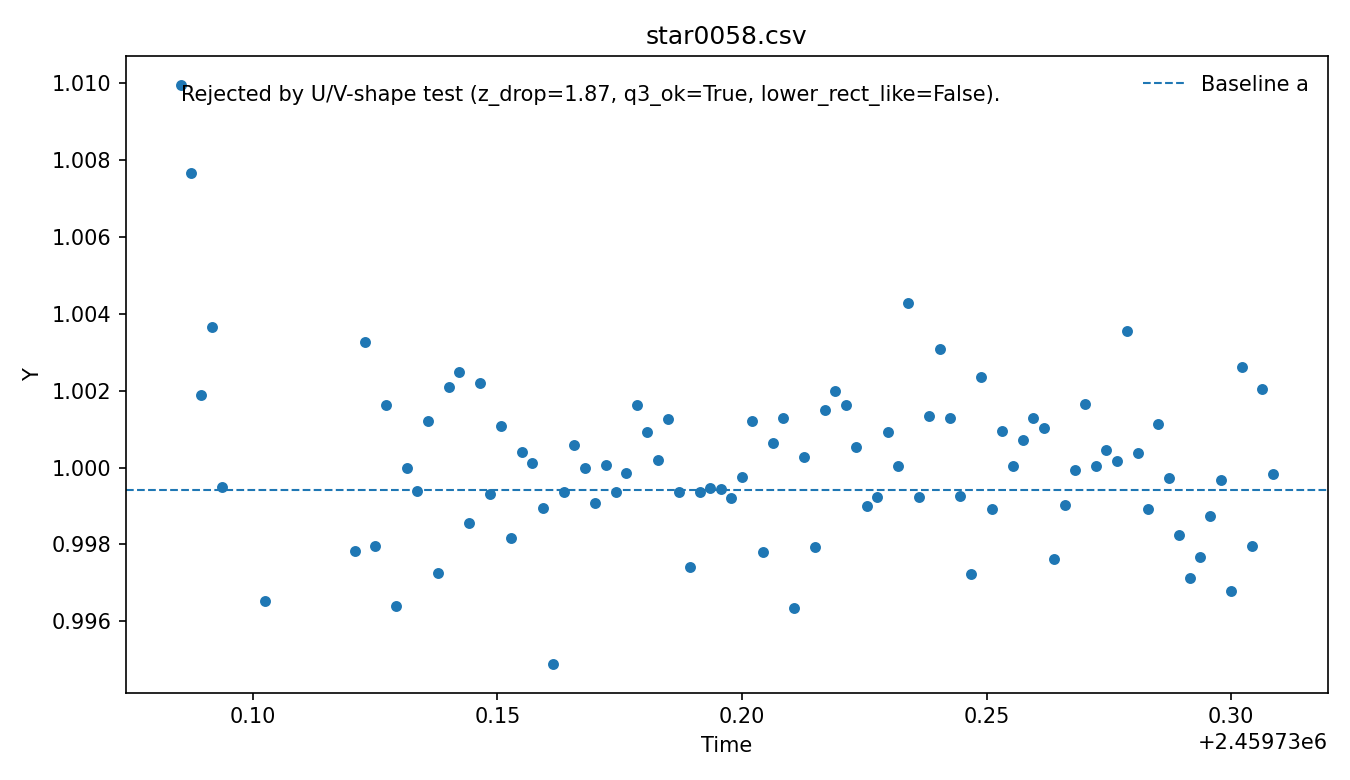 star0058.csv
Rejected by U/V-shape test (z_drop=1.87, q3_ok=True, lower_rect_like=False).
Baseline a
1.010
1.008
1.006
1.004
1.002
1.000
0.998
0.996
Y
0.10 0.15 0.20 0.25 0.30
+2.45973e6
Time